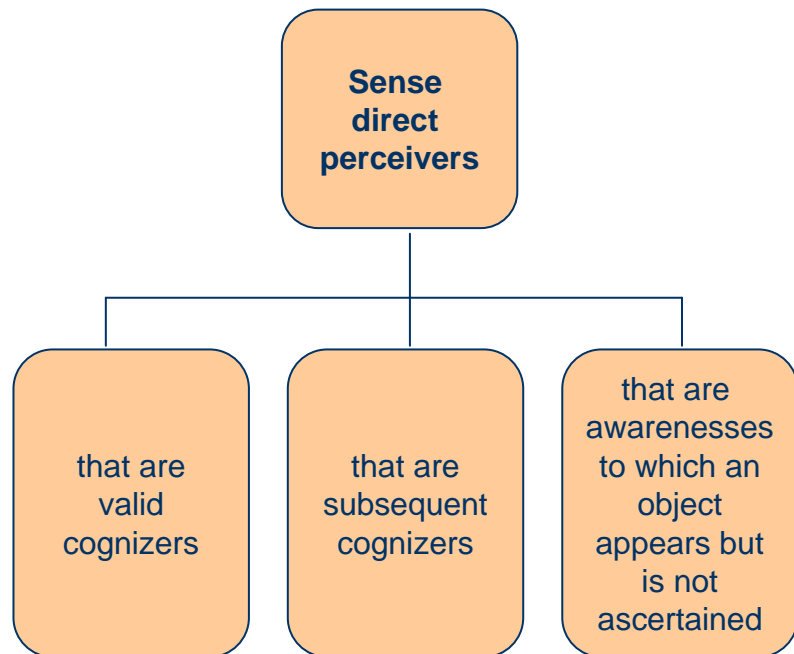 Sense
direct
perceivers
that are
valid
cognizers
that are
subsequent
cognizers
that are
awarenesses
to which an
object
appears but
is not
ascertained